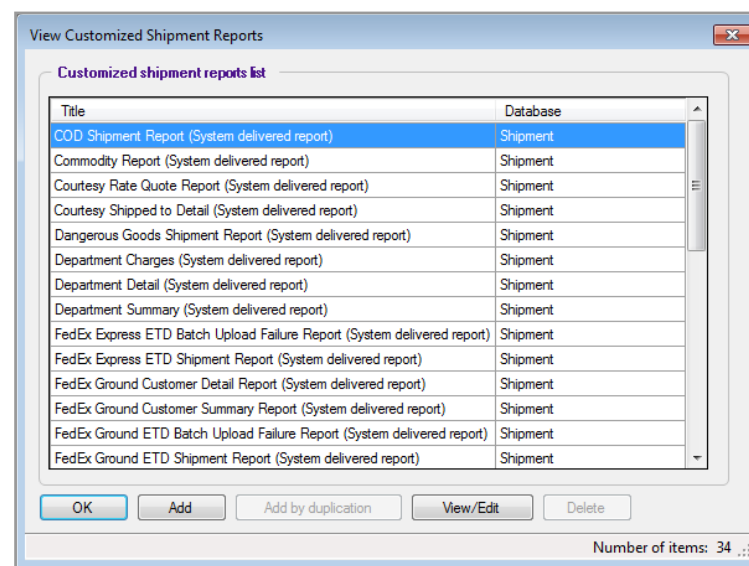 View Customized Shipment Reports
Customized shipment reports list
Title Database
COD Shipment Report (System delivered report) Shipment
Commodity Report (System delivered report) Shipment
Courtesy Rate Quote Report (System delivered report) Shipment
Courtesy Shipped to Detail (System delivered report) Shipment
Dangerous Goods Shipment Report (System delivered report) Shipment
Department Charges (System delivered report) Shipment
Department Detail (System delivered report) Shipment
Department Summary (System delivered report) Shipment
FedEx Express ETD Batch Upload Failure Report (System delivered report) Shipment
FedEx Express ETD Shipment Report (System delivered report) Shipment
FedEx Ground Customer Detail Report (System delivered report) Shipment
FedEx Ground Customer Summary Report (System delivered report) Shipment
FedEx Ground ETD Batch Upload Failure Report (System delivered report) Shipment
FedEx Ground ETD Shipment Report (System delivered report) Shipment
OK Add Add by duplication View/Edit Delete
Number of items: 34